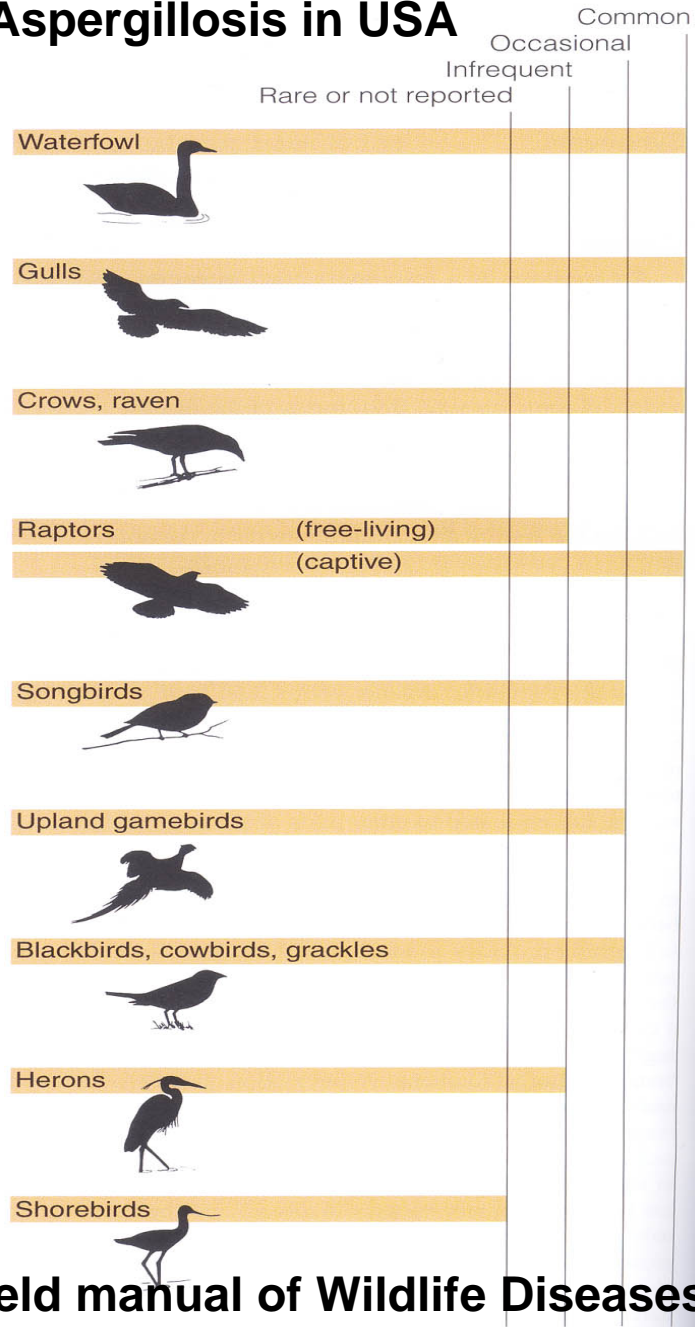 Aspergillosis in USA
Common
Occasional
Infrequent
Rare or not reported
Waterfowl
Gulls
Crows, raven
Raptors (free-living)
(captive)
Songbirds
Upland gamebirds
Blackbirds, cowbirds, grackles
Herons
Shorebirds
eld manual of Wildlife Diseases